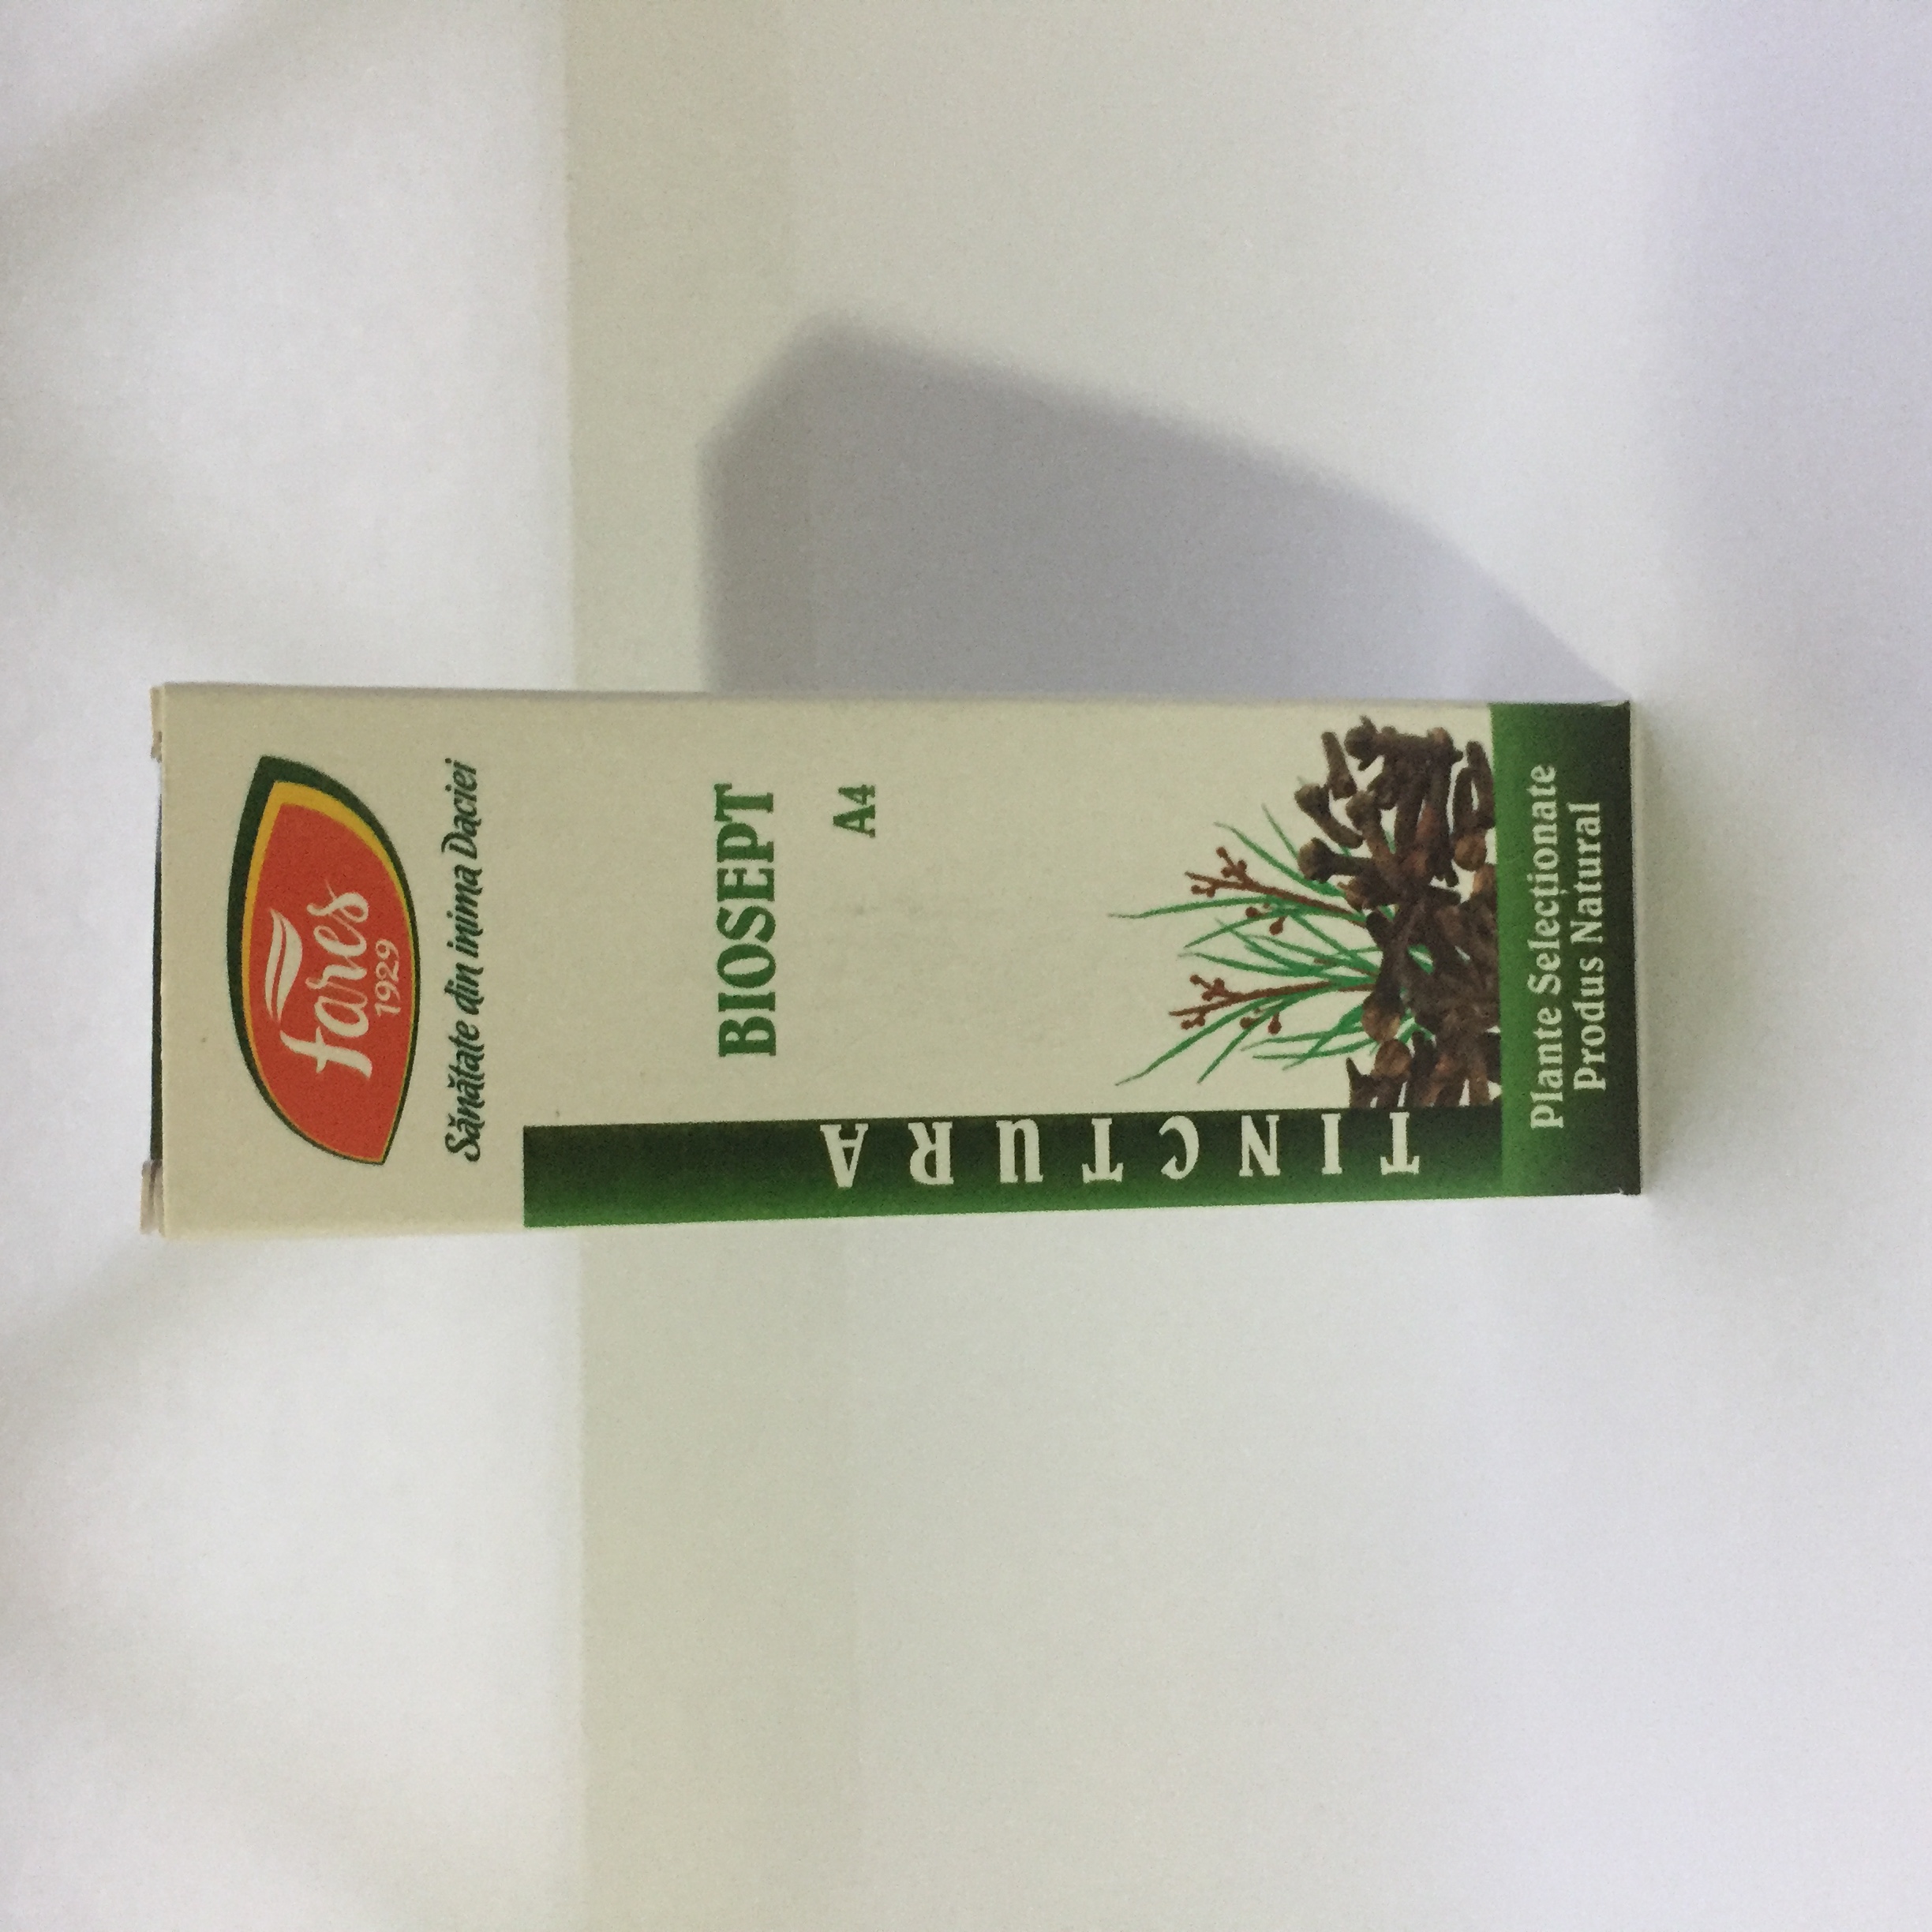 fares
1929
Sănătate din inima Daciei
BIOSEPT
A4
TINCTURA
Plante Selecționate
Produs Natural